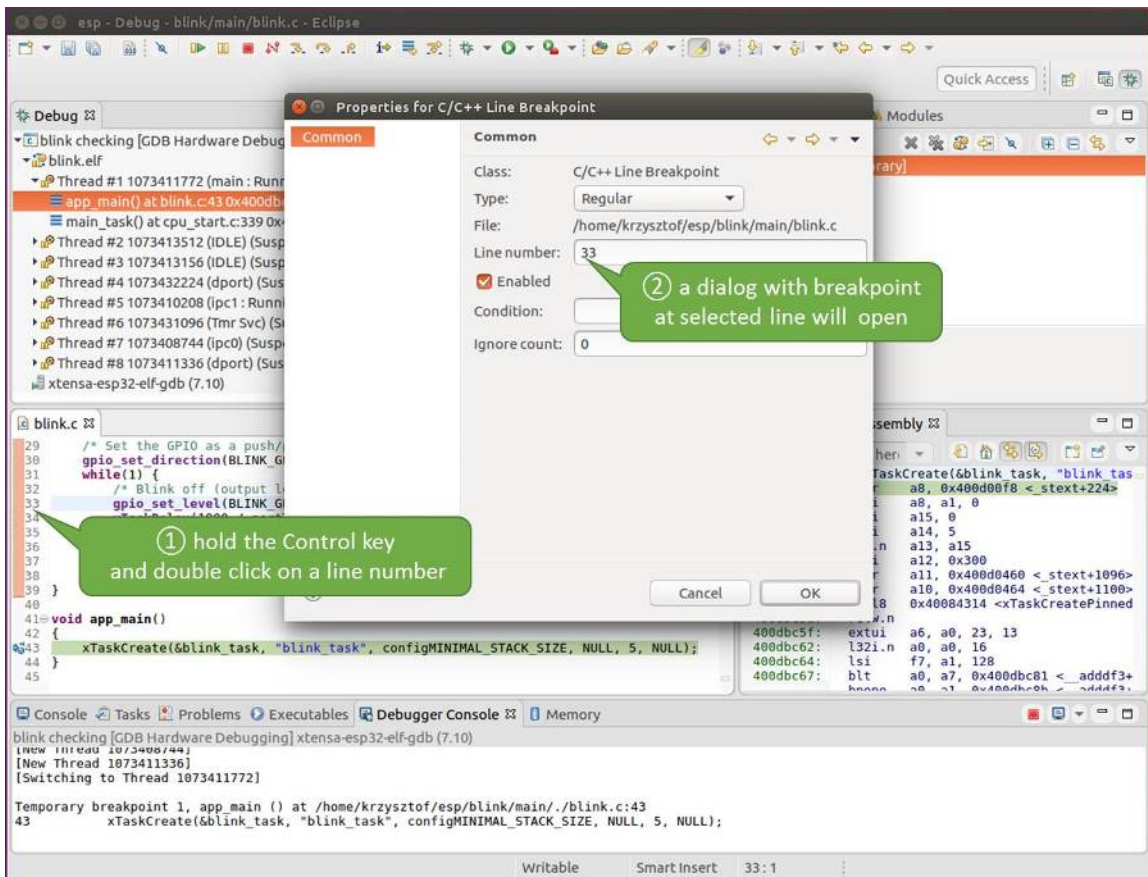 esp - Debug - blink/main/blink.c - Eclipse
Quick Access
Debug
Modules
blink checking [GDB Hardware Debug
blink.elf
Thread #1 1073411772 (main : Runn
app_main() at blink.c:43 0x400dbc
main_task() at cpu_start.c:339 0x4
Thread #2 1073413512 (IDLE) (Susp
Thread #3 1073413156 (IDLE) (Susp
Thread #4 1073432224 (dport) (Sus
Thread #5 1073410208 (ipc1 : Runni
Thread #6 1073431096 (Tmr Svc) (S
Thread #7 1073408744 (ipc0) (Susp
Thread #8 1073411336 (dport) (Sus
xtensa-esp32-elf-gdb (7.10)
rary]
Properties for C/C++ Line Breakpoint
Common
Common
Class: C/C++ Line Breakpoint
Type: Regular
File: /home/krzysztof/esp/blink/main/blink.c
Line number: 33
Enabled
Condition:
Ignore count: 0
② a dialog with breakpoint
at selected line will open
Cancel OK
blink.c
29 /* Set the GPIO as a push/
30 gpio_set_direction(BLINK_G
31 while(1) {
32 /* Blink off (output l
33 gpio_set_level(BLINK_G
34
35
36
37
38
39 }
40
41 void app_main()
42 {
43 xTaskCreate(&blink_task, "blink_task", configMINIMAL_STACK_SIZE, NULL, 5, NULL);
44 }
45
① hold the Control key
and double click on a line number
sembly
TaskCreate(&blink_task, "blink_tas
a8, 0x400d00f8 <_stext+224>
a8, a1, 0
a15, 0
a14, 5
.n a13, a15
a12, 0x300
a11, 0x400d0460 <_stext+1096>
a10, 0x400d0464 <_stext+1100>
l8 0x40084314 <xTaskCreatePinned
400dbc5f: extui a6, a0, 23, 13
400dbc62: l32i.n a0, a0, 16
400dbc64: lsi f7, a1, 128
400dbc67: blt a0, a7, 0x400dbc81 <__adddf3+
Console Tasks Problems Executables Debugger Console Memory
blink checking [GDB Hardware Debugging] xtensa-esp32-elf-gdb (7.10)
[New Thread 1073408744]
[New Thread 1073411336]
[Switching to Thread 1073411772]
Temporary breakpoint 1, app_main () at /home/krzysztof/esp/blink/main/./blink.c:43
43 xTaskCreate(&blink_task, "blink_task", configMINIMAL_STACK_SIZE, NULL, 5, NULL);
Writable Smart Insert 33 : 1